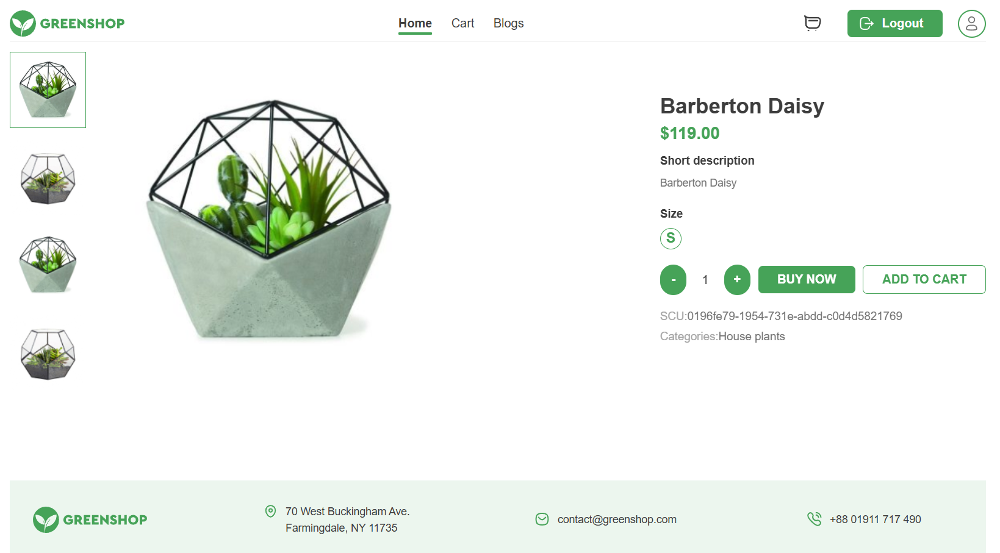 GREENSHOP
Home
Cart
Blogs
Logout
Barberton Daisy
$119.00
Short description
Barberton Daisy
Size
S
-
1
+
BUY NOW
ADD TO CART
SCU:0196fe79-1954-731e-abdd-c0d4d5821769
Categories:House plants
GREENSHOP
70 West Buckingham Ave.
Farmingdale, NY 11735
contact@greenshop.com
+88 01911 717 490